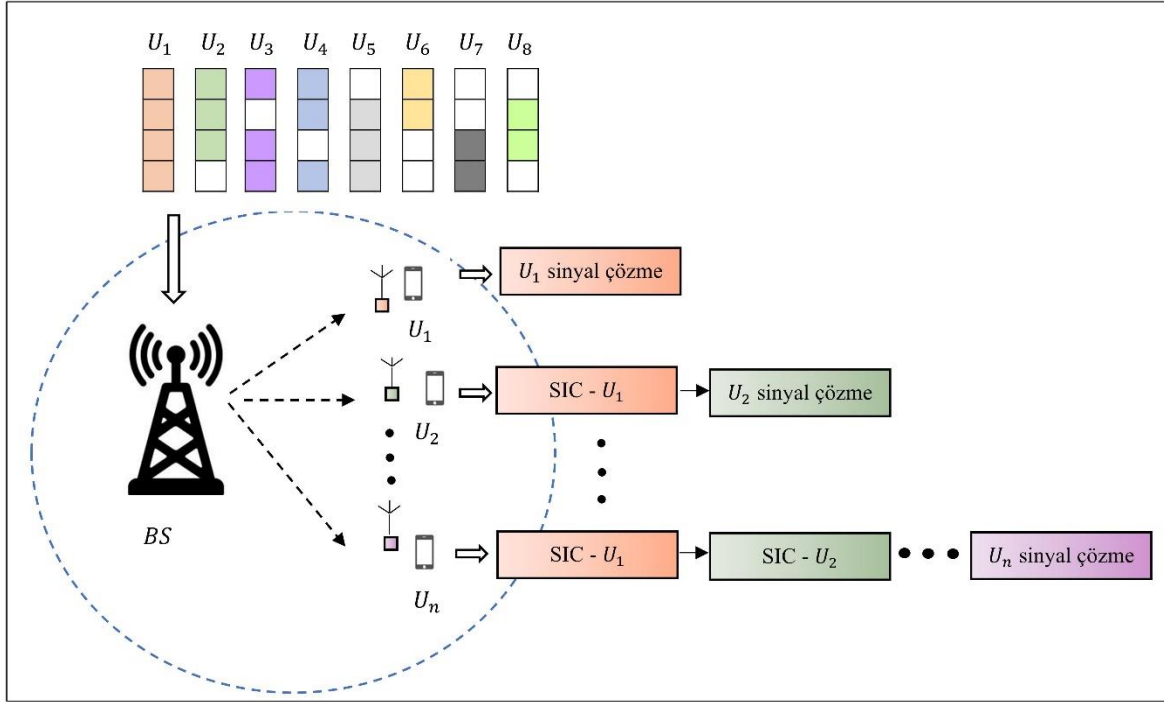 U₁ U₂ U₃ U₄ U₅ U₆ U₇ U₈
U₁ sinyal çözme
U₁
SIC - U₁
U₂ sinyal çözme
U₂
BS
SIC - U₁
SIC - U₂
Uₙ sinyal çözme
Uₙ